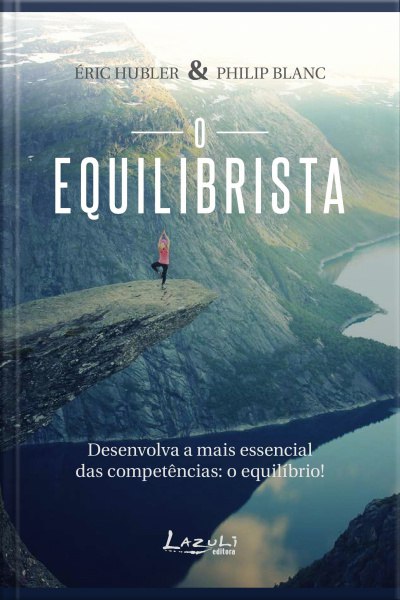 ÉRIC HUBLER & PHILIP BLANC
O
EQUILIBRISTA
Desenvolva a mais essencial
das competências: o equilíbrio!
LAZULI
editora